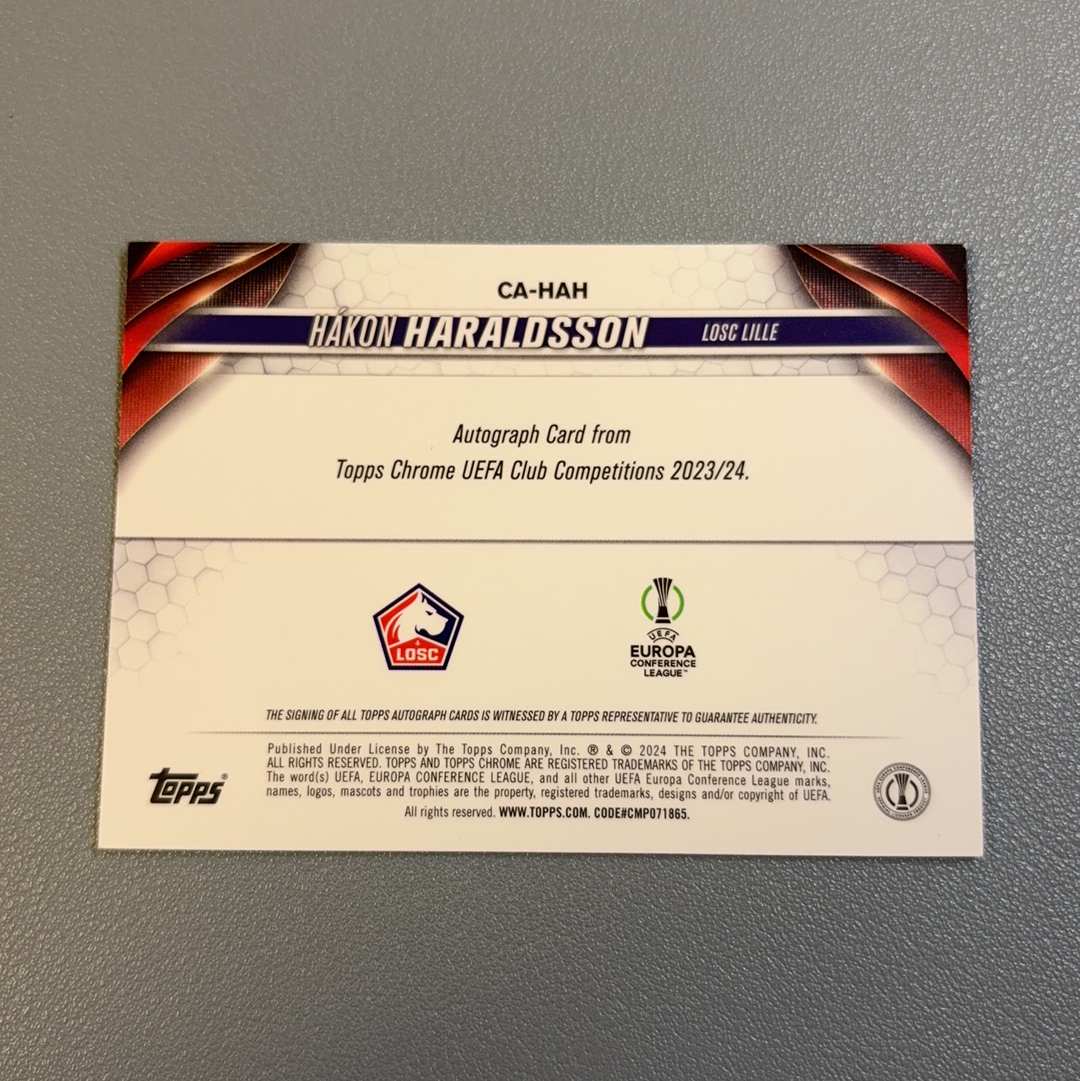 CA-HAH
HÁKON HARALDSSON LOSC LILLE
Autograph Card from
Topps Chrome UEFA Club Competitions 2023/24.
LOSC
UEFA
EUROPA
CONFERENCE
LEAGUE™
THE SIGNING OF ALL TOPPS AUTOGRAPH CARDS IS WITNESSED BY A TOPPS REPRESENTATIVE TO GUARANTEE AUTHENTICITY.
Published Under License by The Topps Company, Inc. ® & © 2024 THE TOPPS COMPANY, INC.
ALL RIGHTS RESERVED. TOPPS AND TOPPS CHROME ARE REGISTERED TRADEMARKS OF THE TOPPS COMPANY, INC.
The word(s) UEFA, EUROPA CONFERENCE LEAGUE, and all other UEFA Europa Conference League marks,
names, logos, mascots and trophies are the property, registered trademarks, designs and/or copyright of UEFA.
All rights reserved. WWW.TOPPS.COM. CODE#CMP071865.
Topps®